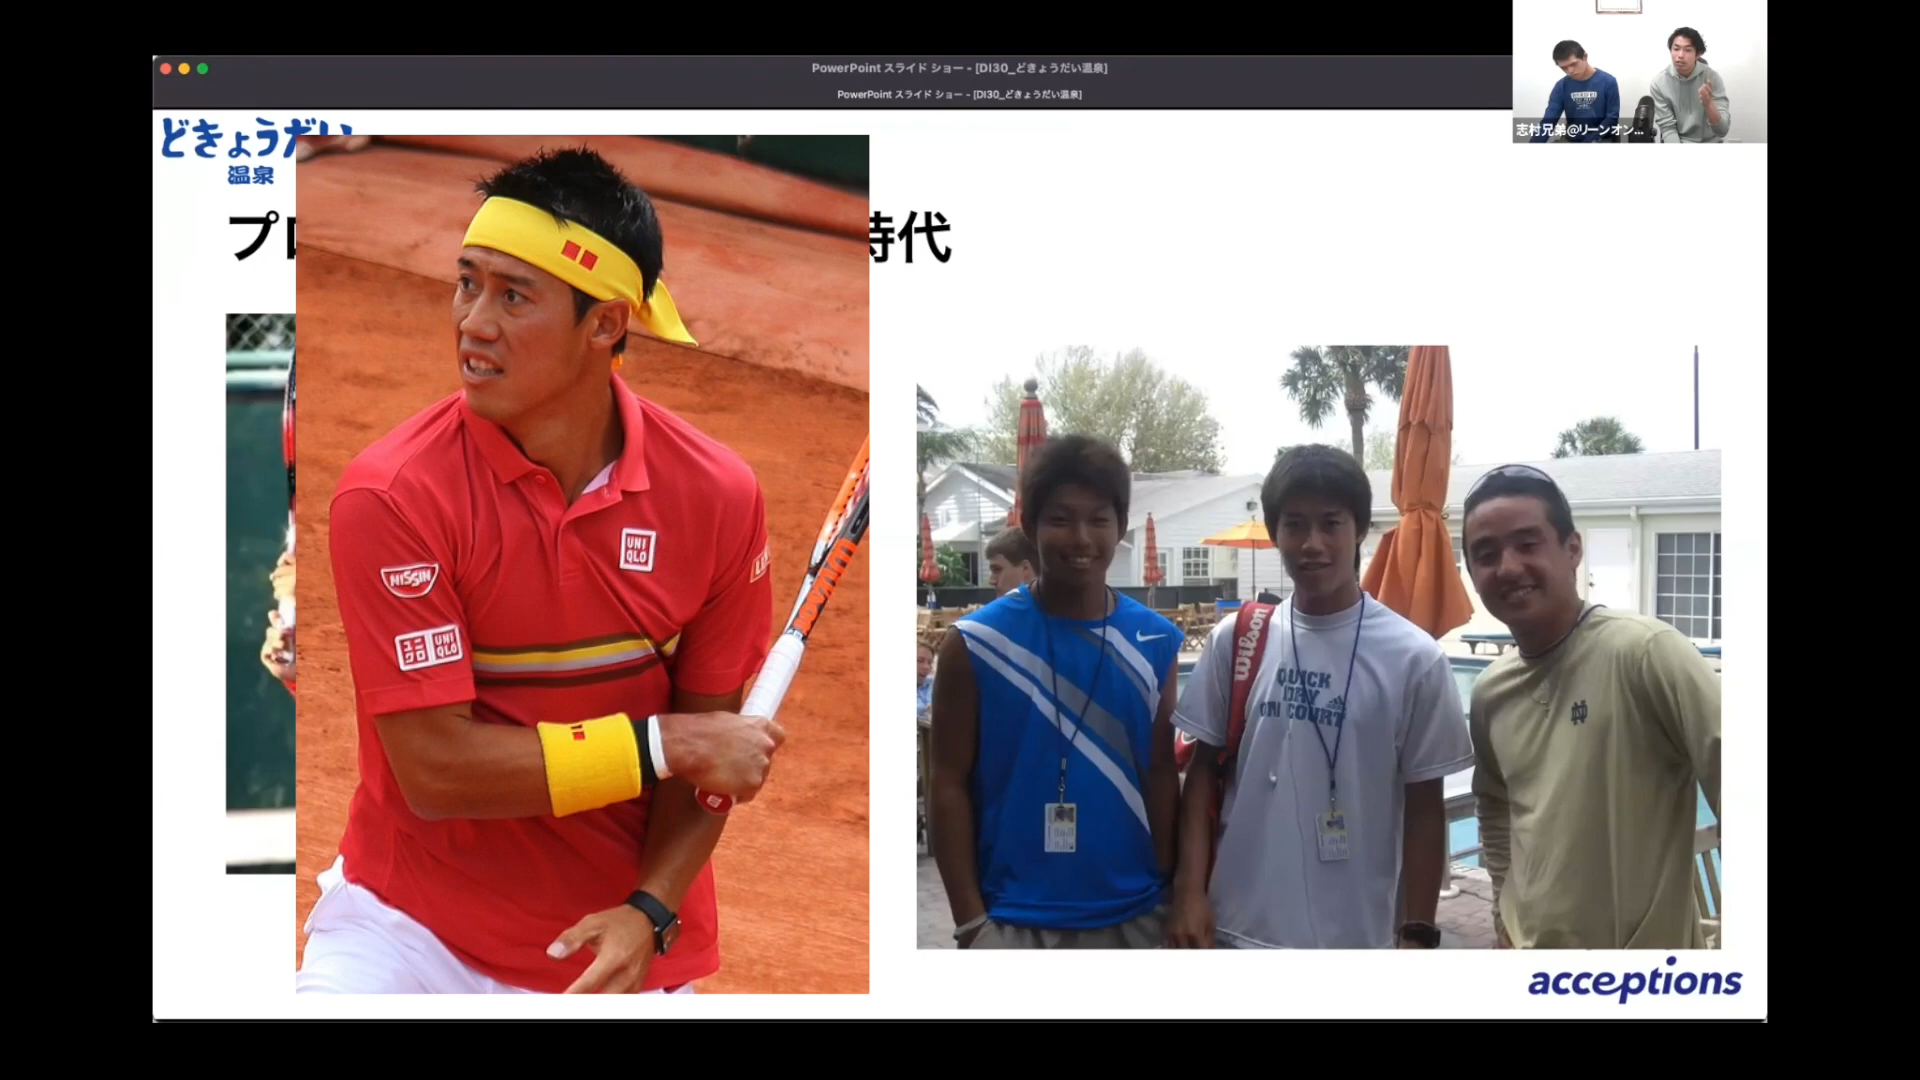 PowerPoint スライド ショー - [DI30_どきょうだい温泉]
PowerPoint スライド ショー - [DI30_どきょうだい温泉]
志村兄弟@リーンオン...
どきょうだい
温泉
プロ
時代
UNI
QLO
NISSIN
ユニ
クロ
UNI
QLO
Wilson
QUICK
DRY
ON COURT
acceptions